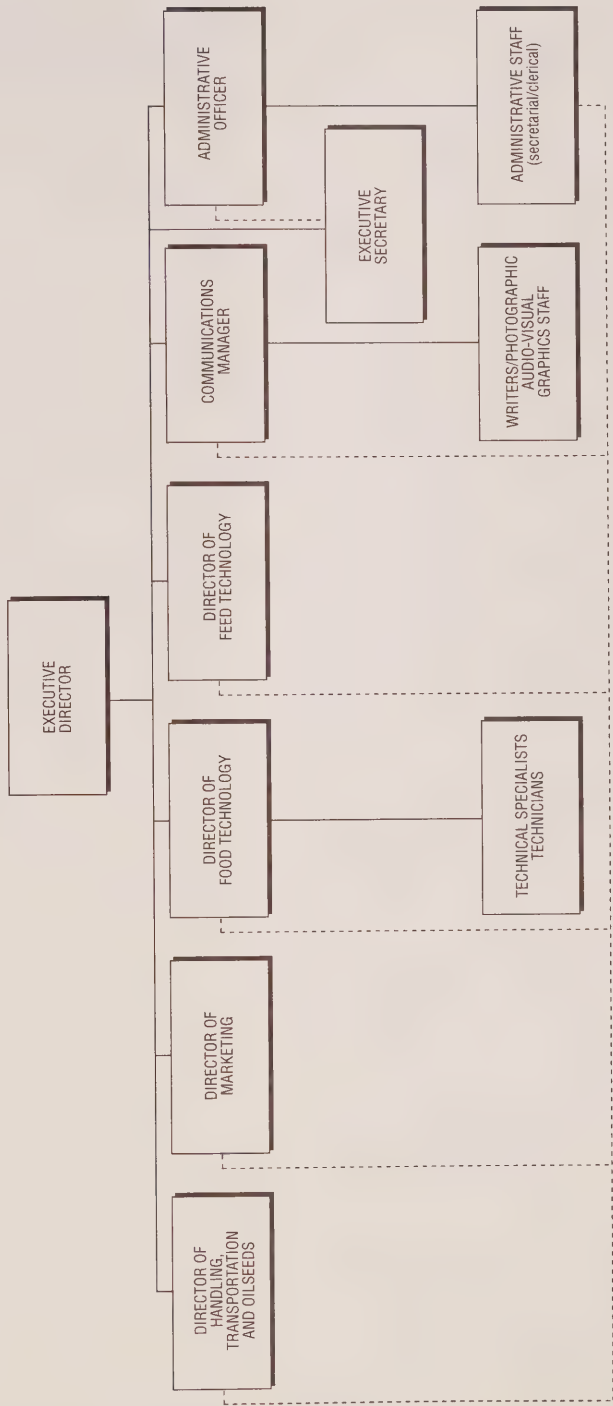 EXECUTIVE
DIRECTOR
DIRECTOR OF
HANDLING,
TRANSPORTATION
AND OILSEEDS
DIRECTOR OF
MARKETING
DIRECTOR OF
FOOD TECHNOLOGY
DIRECTOR OF
FEED TECHNOLOGY
COMMUNICATIONS
MANAGER
ADMINISTRATIVE
OFFICER
EXECUTIVE
SECRETARY
TECHNICAL SPECIALISTS
TECHNICIANS
WRITERS/PHOTOGRAPHIC
AUDIO-VISUAL
GRAPHICS STAFF
ADMINISTRATIVE STAFF
(secretarial/clerical)